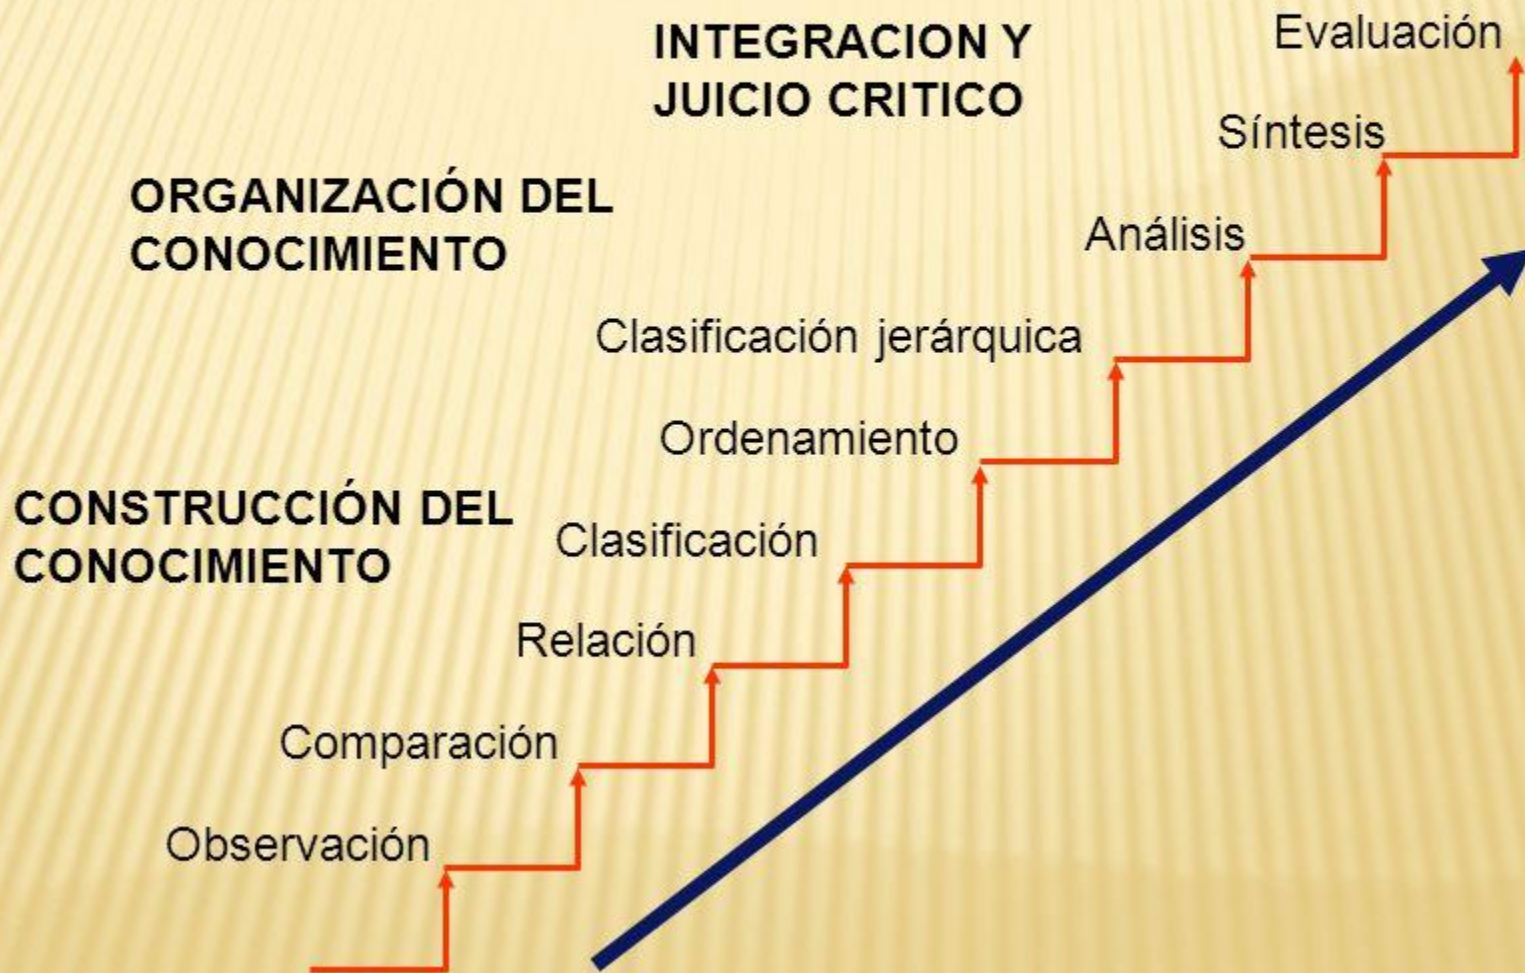 INTEGRACION Y
JUICIO CRITICO
Evaluación
Síntesis
ORGANIZACIÓN DEL
CONOCIMIENTO
Análisis
Clasificación jerárquica
Ordenamiento
CONSTRUCCIÓN DEL
CONOCIMIENTO
Clasificación
Relación
Comparación
Observación